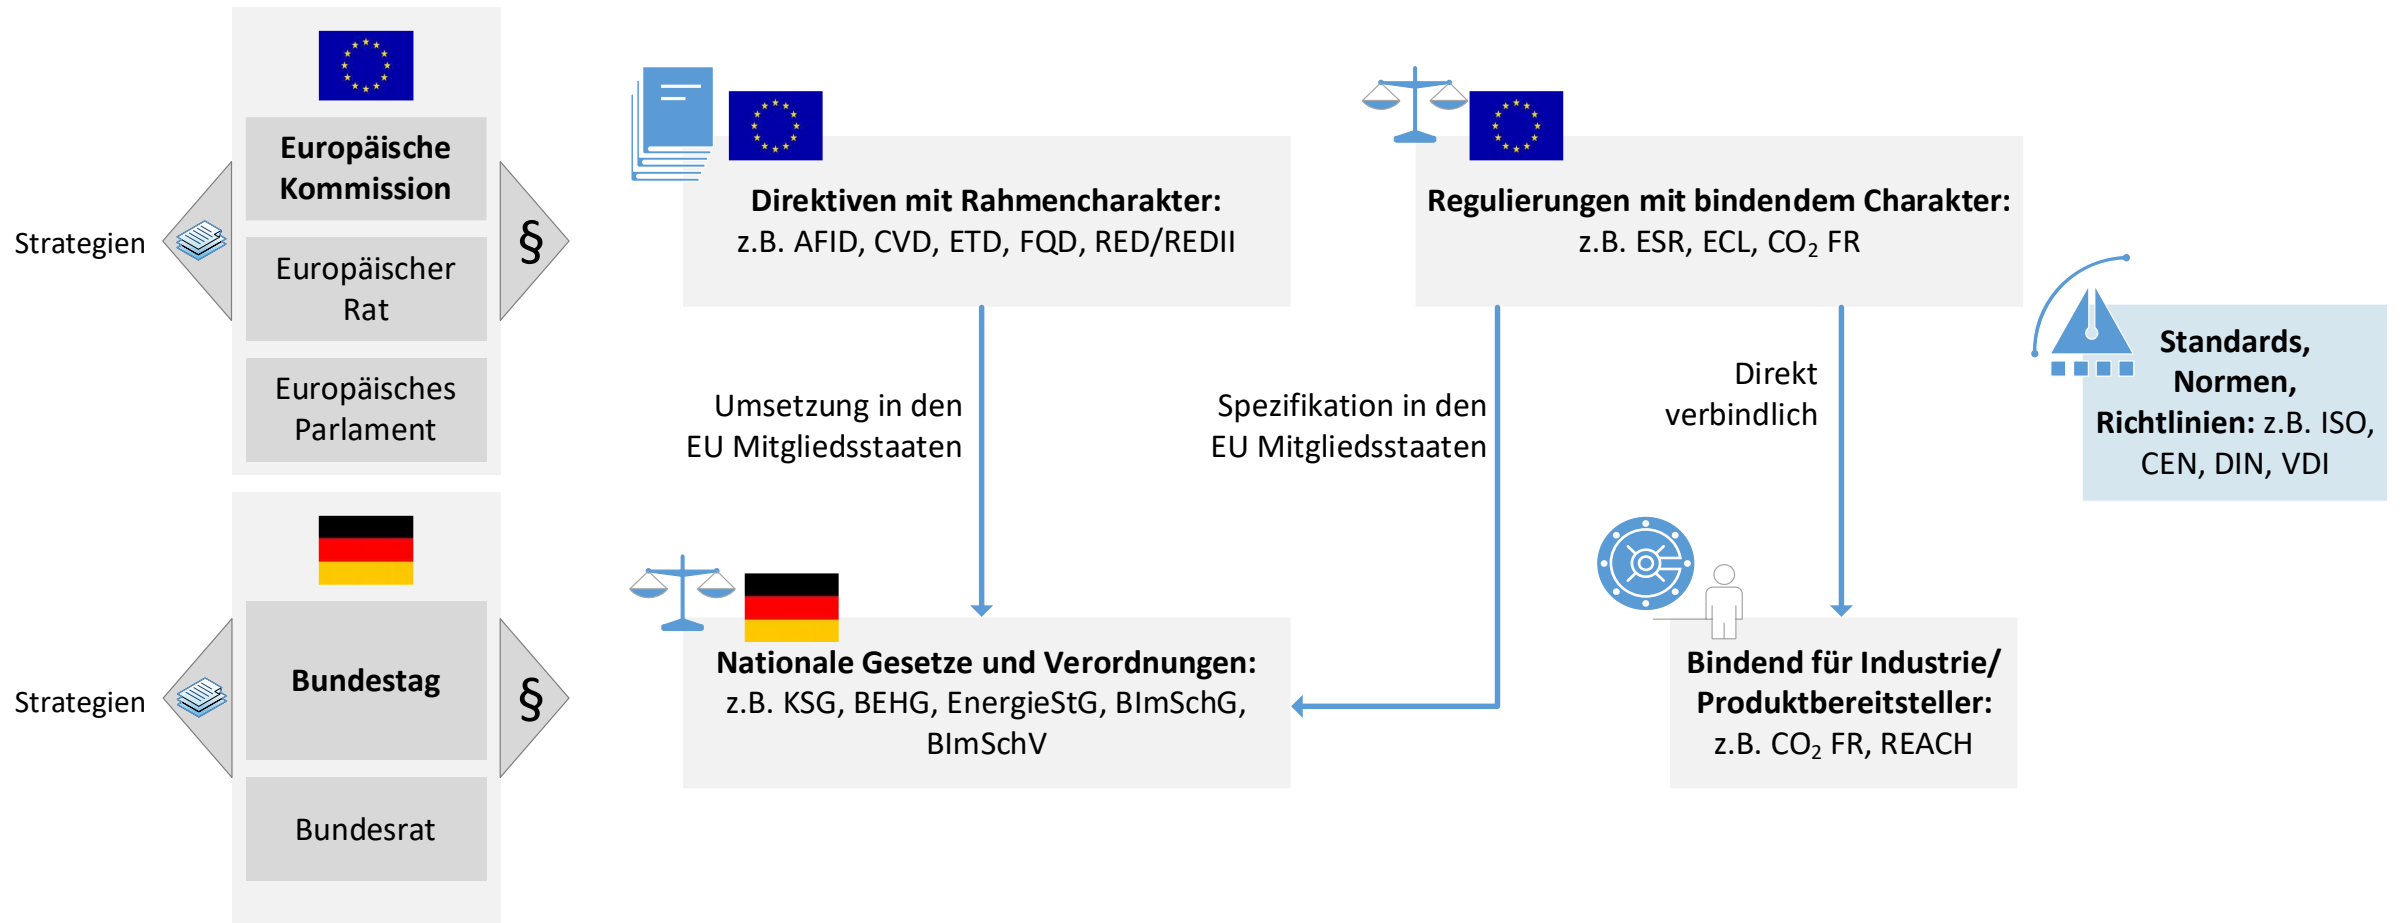 Strategien
Europäische
Kommission
Europäischer
Rat
Europäisches
Parlament
§
Strategien
Bundestag
Bundesrat
§
Direktiven mit Rahmencharakter:
z.B. AFID, CVD, ETD, FQD, RED/REDII
Regulierungen mit bindendem Charakter:
z.B. ESR, ECL, CO₂ FR
Umsetzung in den
EU Mitgliedsstaaten
Spezifikation in den
EU Mitgliedsstaaten
Direkt
verbindlich
Standards,
Normen,
Richtlinien: z.B. ISO,
CEN, DIN, VDI
Nationale Gesetze und Verordnungen:
z.B. KSG, BEHG, EnergieStG, BImSchG,
BImSchV
Bindend für Industrie/
Produktbereitsteller:
z.B. CO₂ FR, REACH